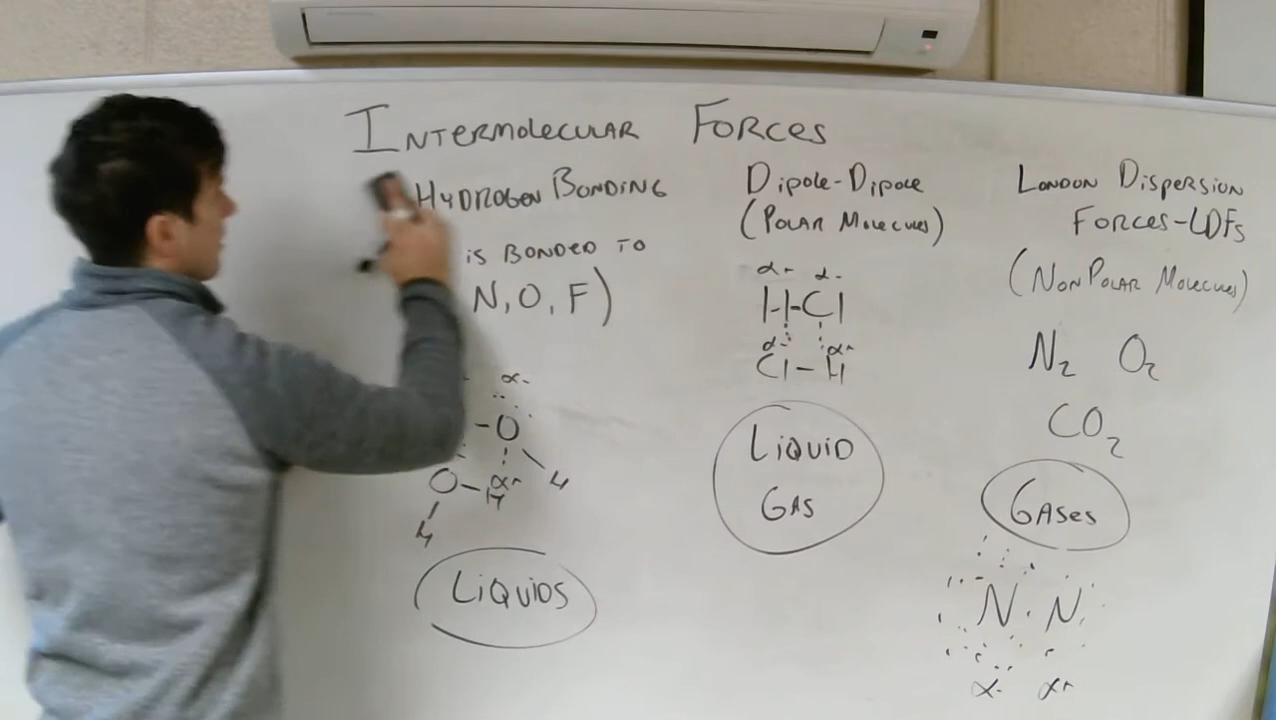 Intermolecular Forces
Hydrogen Bonding
is Bonded to
N, O, F)
α-
-O
H
O-H
α+
H
Liquids
Dipole-Dipole
(Polar Molecules)
α+ α-
H-Cl
α- α+
Cl-H
Liquid
Gas
London Dispersion
Forces-LDFs
(NonPolar Molecules)
N2 O2
CO2
Gases
N N
α- α+